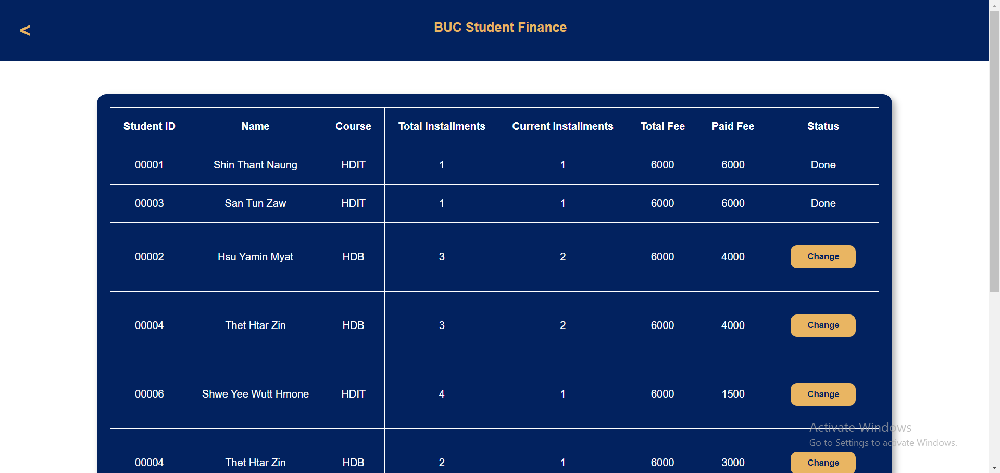 <
BUC Student Finance
Student ID Name Course Total Installments Current Installments Total Fee Paid Fee Status
00001 Shin Thant Naung HDIT 1 1 6000 6000 Done
00003 San Tun Zaw HDIT 1 1 6000 6000 Done
00002 Hsu Yamin Myat HDB 3 2 6000 4000 Change
00004 Thet Htar Zin HDB 3 2 6000 4000 Change
00006 Shwe Yee Wutt Hmone HDIT 4 1 6000 1500 Change
Activate Windows
Go to Settings to activate Windows.
00004 Thet Htar Zin HDB 2 1 6000 3000 Change